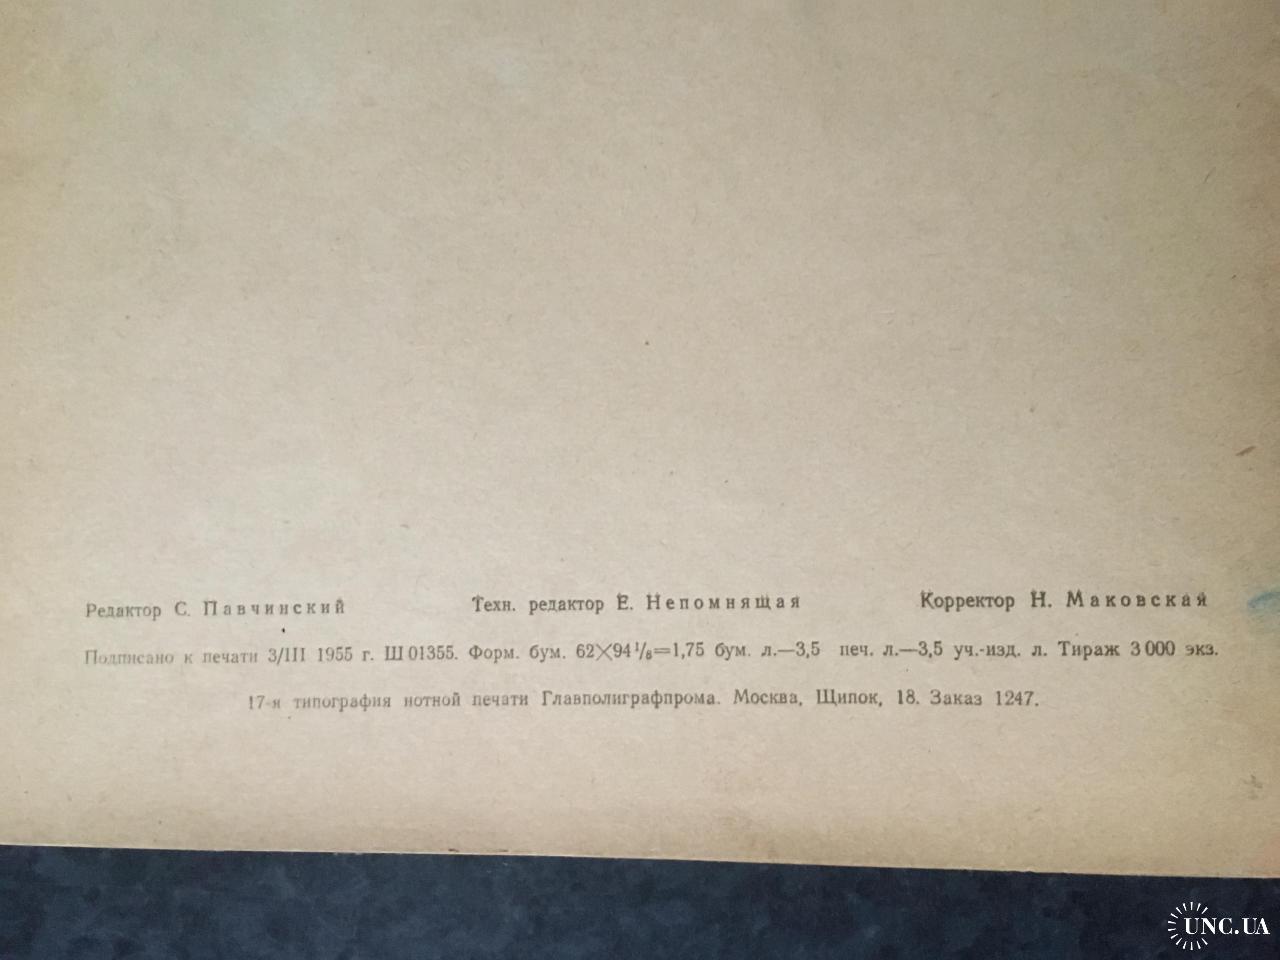 Редактор С. Павчинский Техн. редактор Е. Непомнящая Корректор Н. Маковская
Подписано к печати 3/III 1955 г. Ш 01355. Форм. бум. 62×94 1/8=1,75 бум. л.—3,5 печ. л.—3,5 уч.-изд. л. Тираж 3 000 экз.
17-я типография нотной печати Главполиграфпрома. Москва, Щипок, 18. Заказ 1247.
UNC.UA